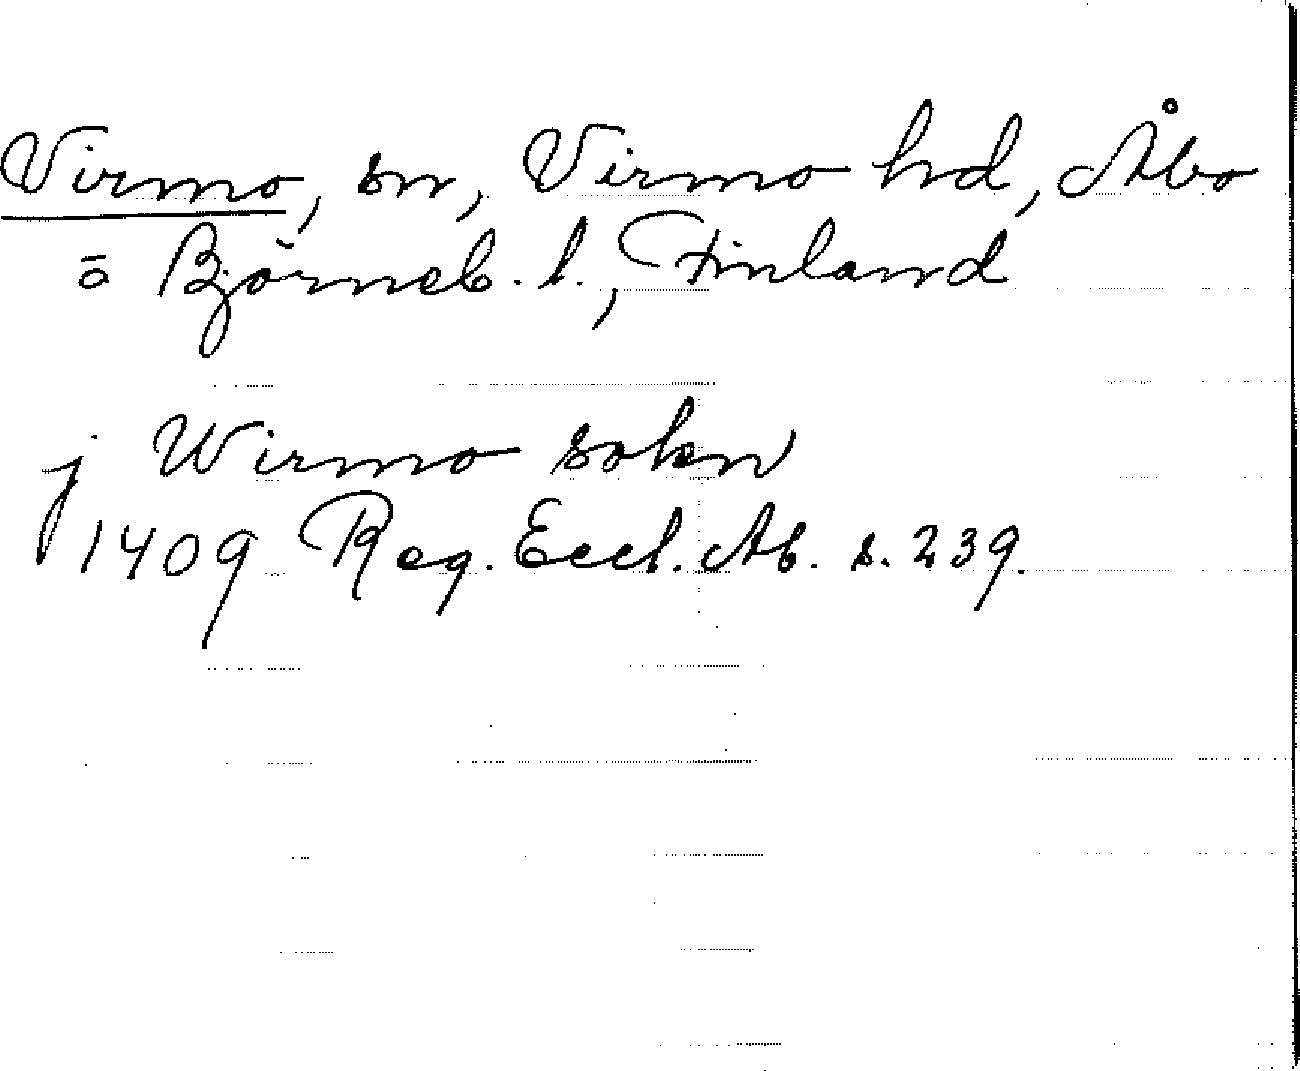 Virmo, sn, Virmo hd, Åbo
ō Björneb. l., Finland
j Wirmo sokn
1409 Reg. Eccl. Ab. s. 239.